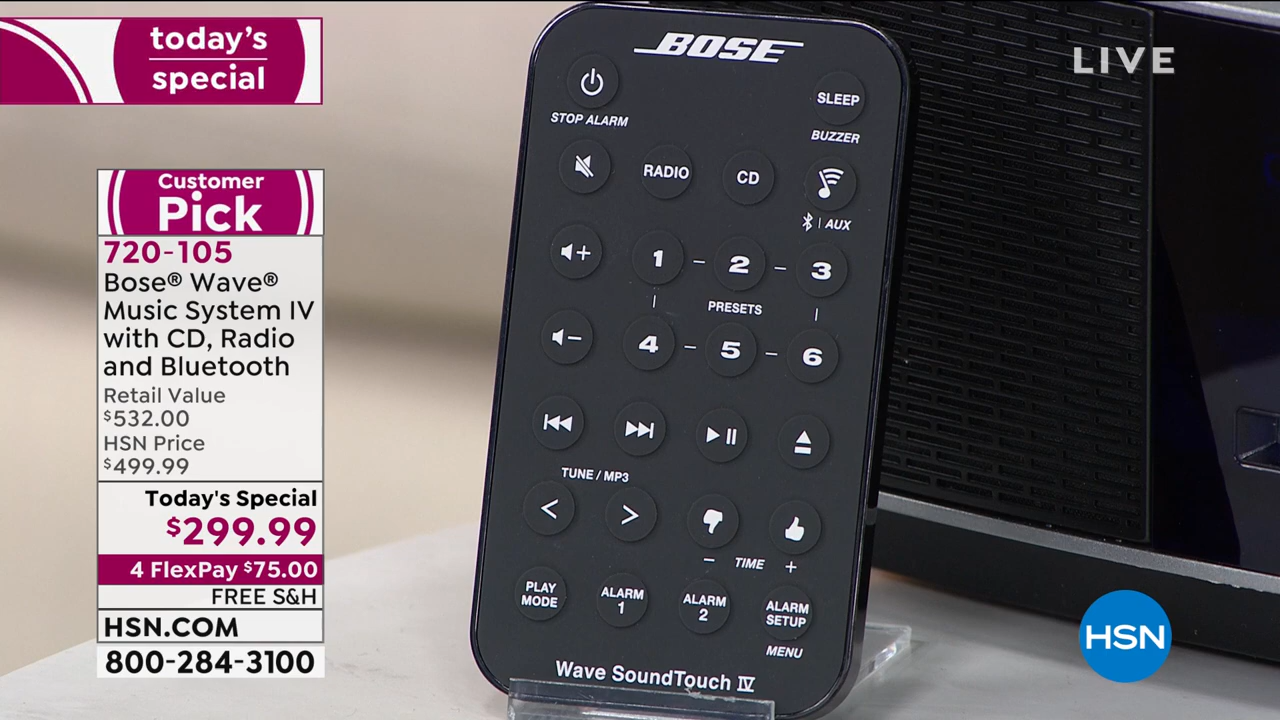 today's
special
Customer
Pick
720-105
Bose® Wave®
Music System IV
with CD, Radio
and Bluetooth
Retail Value
$532.00
HSN Price
$499.99
Today's Special
$299.99
4 FlexPay $75.00
FREE S&H
HSN.COM
800-284-3100
BOSE
STOP ALARM
SLEEP
BUZZER
RADIO
CD
AUX
1 - 2 - 3
PRESETS
4 - 5 - 6
TUNE / MP3
< >
- TIME +
PLAY
MODE
ALARM
1
ALARM
2
ALARM
SETUP
MENU
Wave SoundTouch IV
LIVE
HSN